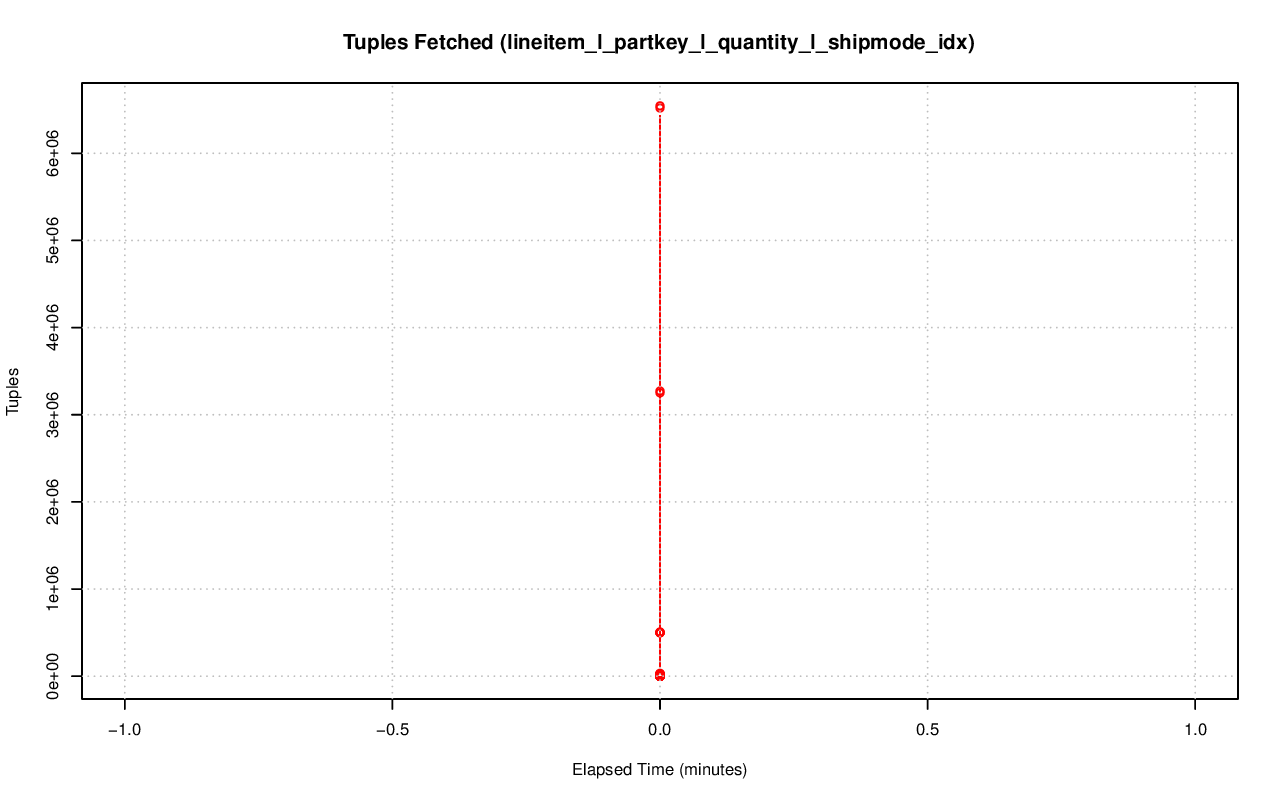 Tuples Fetched (lineitem_l_partkey_l_quantity_l_shipmode_idx)
6e+06
5e+06
4e+06
3e+06
2e+06
1e+06
0e+00
Tuples
−1.0
−0.5
0.0
0.5
1.0
Elapsed Time (minutes)